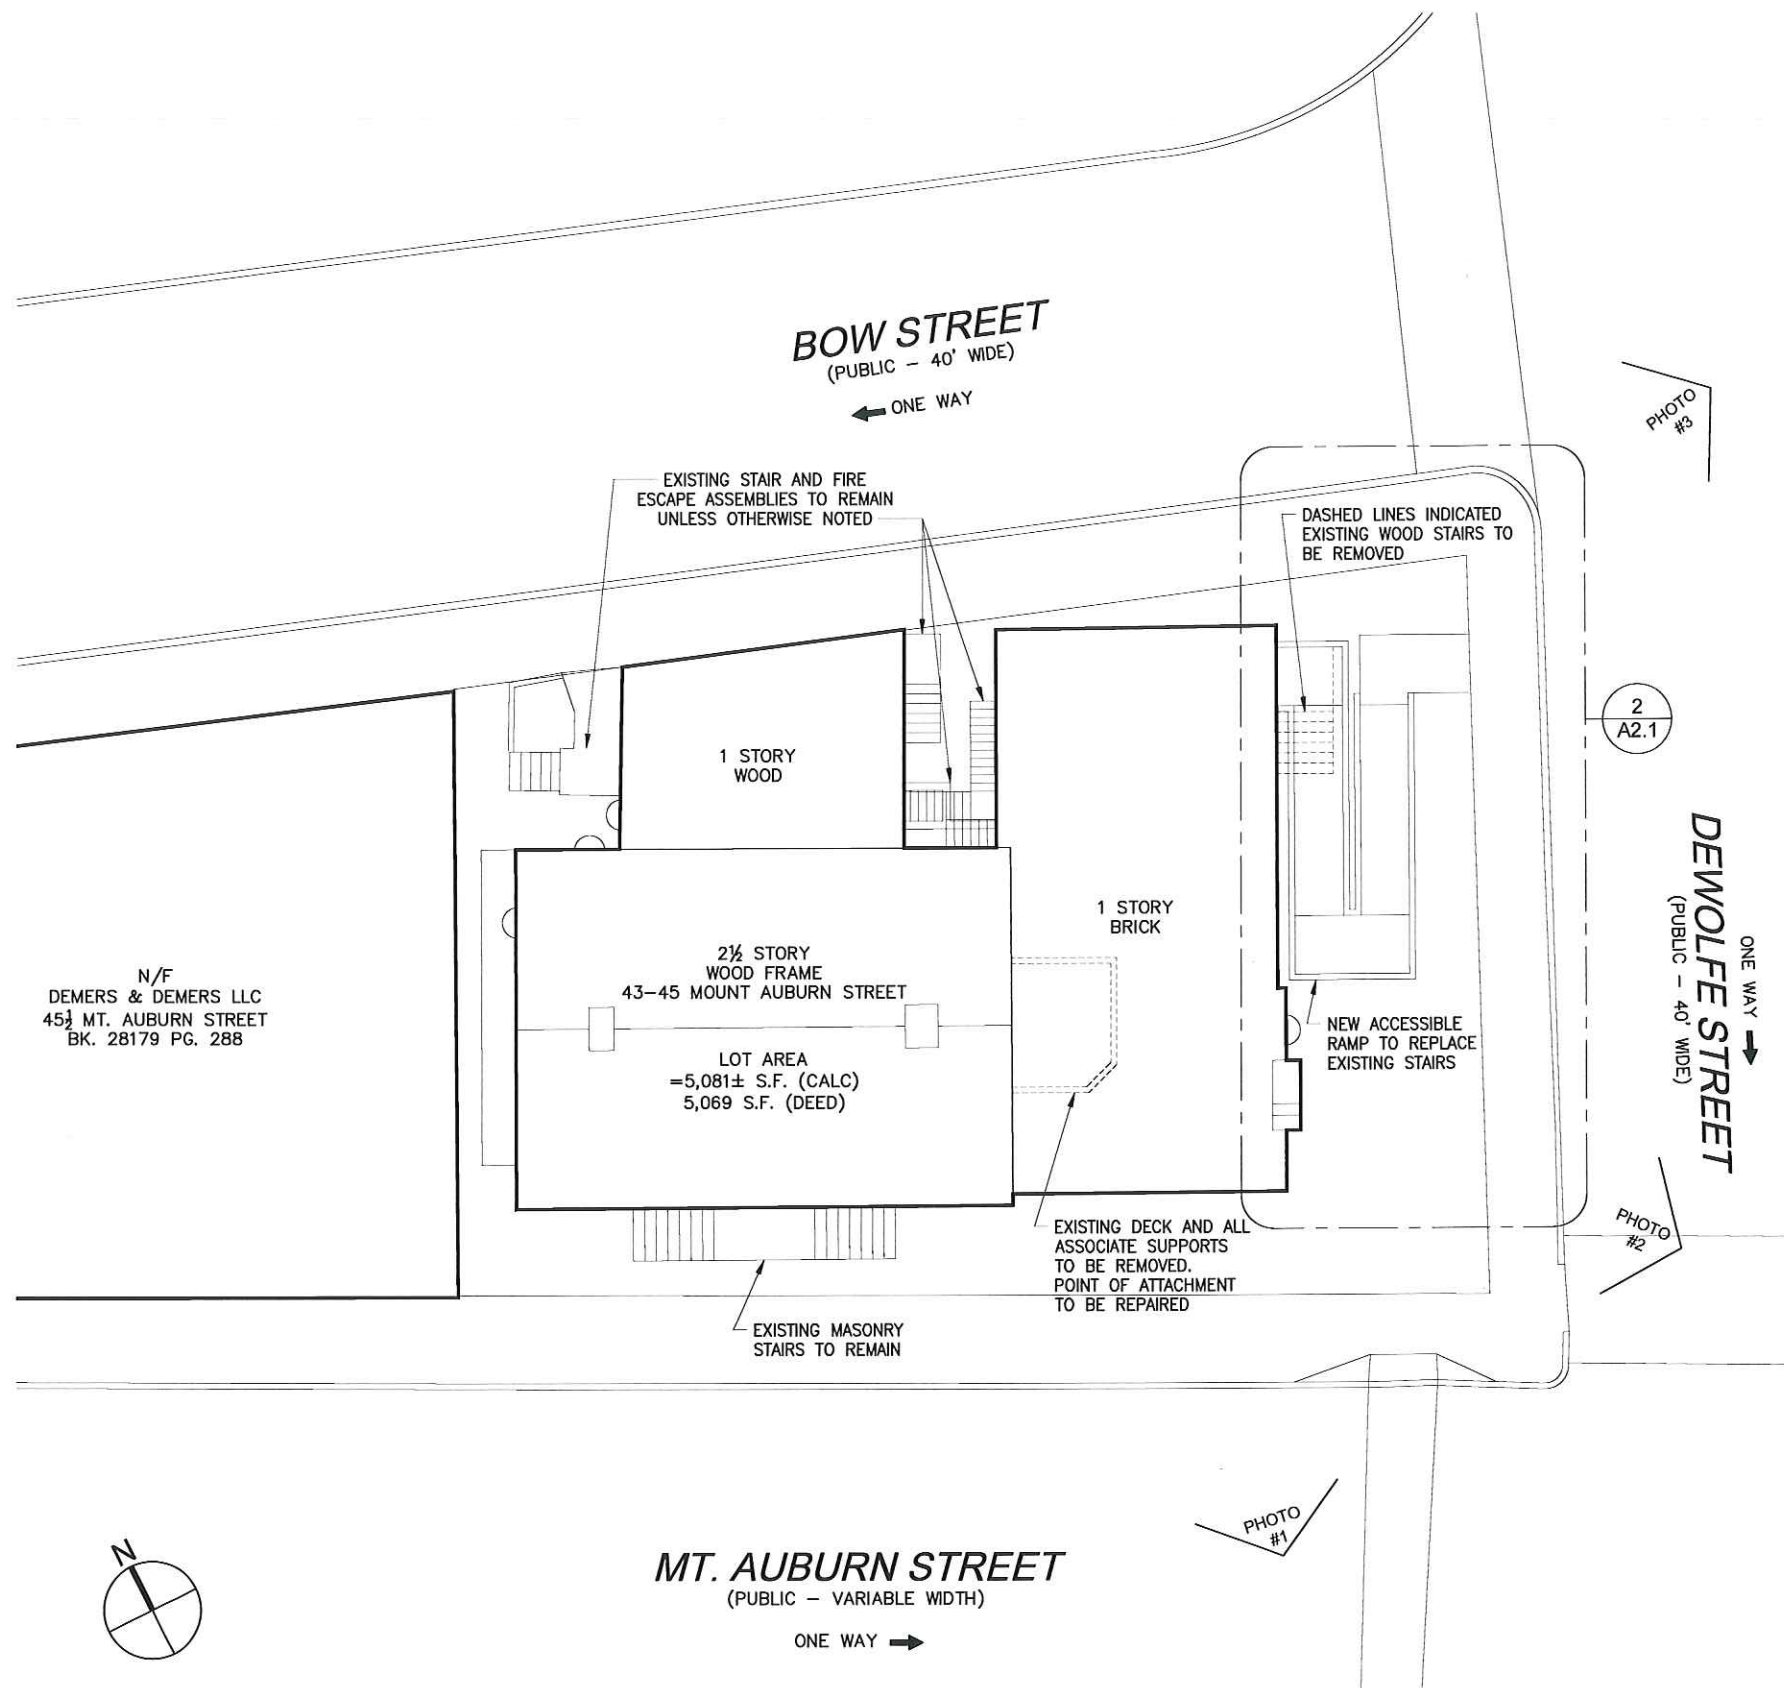 BOW STREET
(PUBLIC – 40' WIDE)
ONE WAY
PHOTO
#3
EXISTING STAIR AND FIRE
ESCAPE ASSEMBLIES TO REMAIN
UNLESS OTHERWISE NOTED
DASHED LINES INDICATED
EXISTING WOOD STAIRS TO
BE REMOVED
2
A2.1
1 STORY
WOOD
1 STORY
BRICK
2½ STORY
WOOD FRAME
43–45 MOUNT AUBURN STREET
LOT AREA
=5,081± S.F. (CALC)
5,069 S.F. (DEED)
N/F
DEMERS & DEMERS LLC
45½ MT. AUBURN STREET
BK. 28179 PG. 288
NEW ACCESSIBLE
RAMP TO REPLACE
EXISTING STAIRS
DEWOLFE STREET
(PUBLIC – 40' WIDE)
ONE WAY
EXISTING DECK AND ALL
ASSOCIATE SUPPORTS
TO BE REMOVED.
POINT OF ATTACHMENT
TO BE REPAIRED
PHOTO
#2
EXISTING MASONRY
STAIRS TO REMAIN
PHOTO
#1
N
MT. AUBURN STREET
(PUBLIC – VARIABLE WIDTH)
ONE WAY